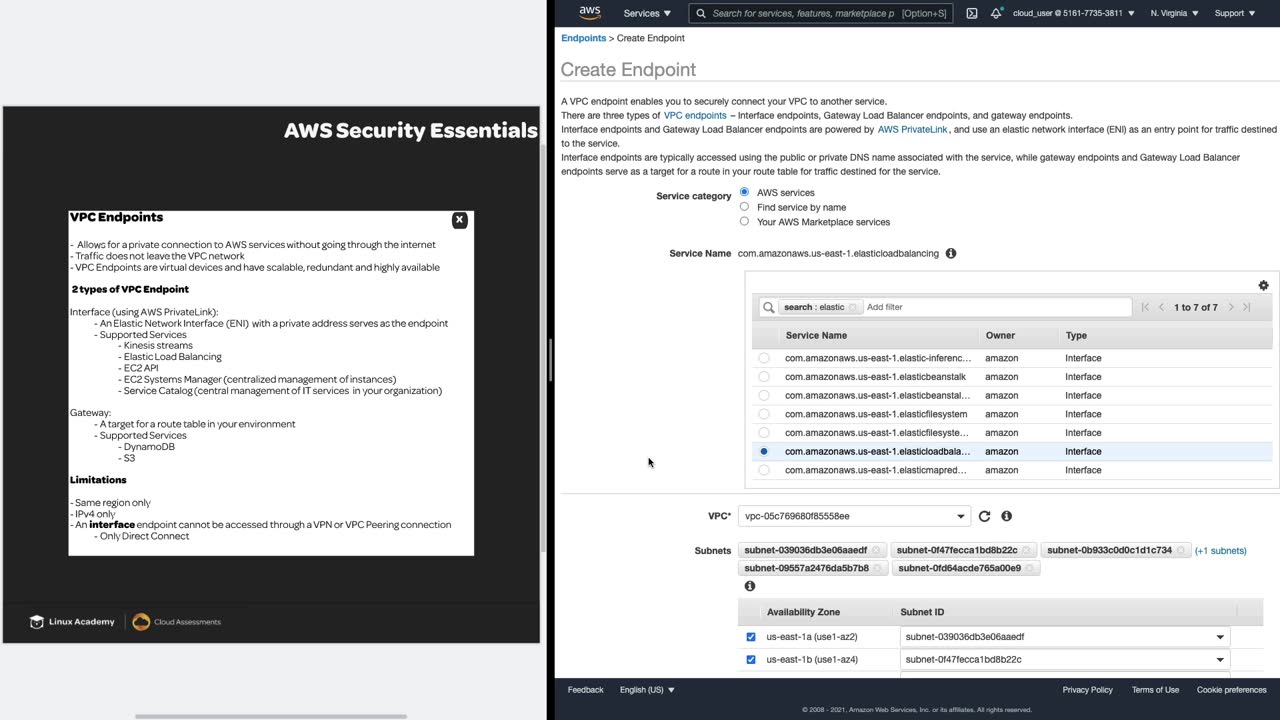 AWS Security Essentials
VPC Endpoints
x
- Allows for a private connection to AWS services without going through the internet
- Traffic does not leave the VPC network
- VPC Endpoints are virtual devices and have scalable, redundant and highly available
2 types of VPC Endpoint
Interface (using AWS PrivateLink):
- An Elastic Network Interface (ENI) with a private address serves as the endpoint
- Supported Services
- Kinesis streams
- Elastic Load Balancing
- EC2 API
- EC2 Systems Manager (centralized management of instances)
- Service Catalog (central management of IT services in your organization)
Gateway:
- A target for a route table in your environment
- Supported Services
- DynamoDB
- S3
Limitations
- Same region only
- IPv4 only
- An interface endpoint cannot be accessed through a VPN or VPC Peering connection
- Only Direct Connect
Linux Academy
Cloud Assessments
aws Services Search for services, features, marketplace p [Option+S] cloud_user @ 5161-7735-3811 N. Virginia Support
Endpoints > Create Endpoint
Create Endpoint
A VPC endpoint enables you to securely connect your VPC to another service.
There are three types of VPC endpoints – Interface endpoints, Gateway Load Balancer endpoints, and gateway endpoints.
Interface endpoints and Gateway Load Balancer endpoints are powered by AWS PrivateLink, and use an elastic network interface (ENI) as an entry point for traffic destined
to the service.
Interface endpoints are typically accessed using the public or private DNS name associated with the service, while gateway endpoints and Gateway Load Balancer
endpoints serve as a target for a route in your route table for traffic destined for the service.
Service category AWS services
Find service by name
Your AWS Marketplace services
Service Name com.amazonaws.us-east-1.elasticloadbalancing
search : elastic Add filter 1 to 7 of 7
Service Name Owner Type
com.amazonaws.us-east-1.elastic-inferenc... amazon Interface
com.amazonaws.us-east-1.elasticbeanstalk amazon Interface
com.amazonaws.us-east-1.elasticbeanstal... amazon Interface
com.amazonaws.us-east-1.elasticfilesystem amazon Interface
com.amazonaws.us-east-1.elasticfilesyste... amazon Interface
com.amazonaws.us-east-1.elasticloadbala... amazon Interface
com.amazonaws.us-east-1.elasticmapred... amazon Interface
VPC* vpc-05c769680f85558ee
Subnets subnet-039036db3e06aaedf subnet-0f47fecca1bd8b22c subnet-0b933c0d0c1d1c734 (+1 subnets)
subnet-09557a2476da5b7b8 subnet-0fd64acde765a00e9
Availability Zone Subnet ID
us-east-1a (use1-az2) subnet-039036db3e06aaedf
us-east-1b (use1-az4) subnet-0f47fecca1bd8b22c
Feedback English (US) Privacy Policy Terms of Use Cookie preferences
© 2008 - 2021, Amazon Web Services, Inc. or its affiliates. All rights reserved.